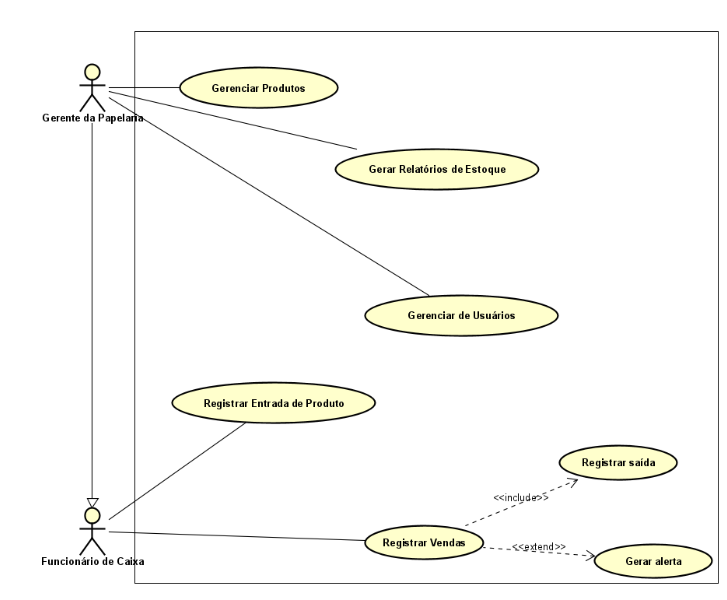 Gerenciar Produtos
Gerente da Papelaria
Gerar Relatórios de Estoque
Gerenciar de Usuários
Registrar Entrada de Produto
Registrar saída
<<include>>
Registrar Vendas
<<extend>>
Gerar alerta
Funcionário de Caixa